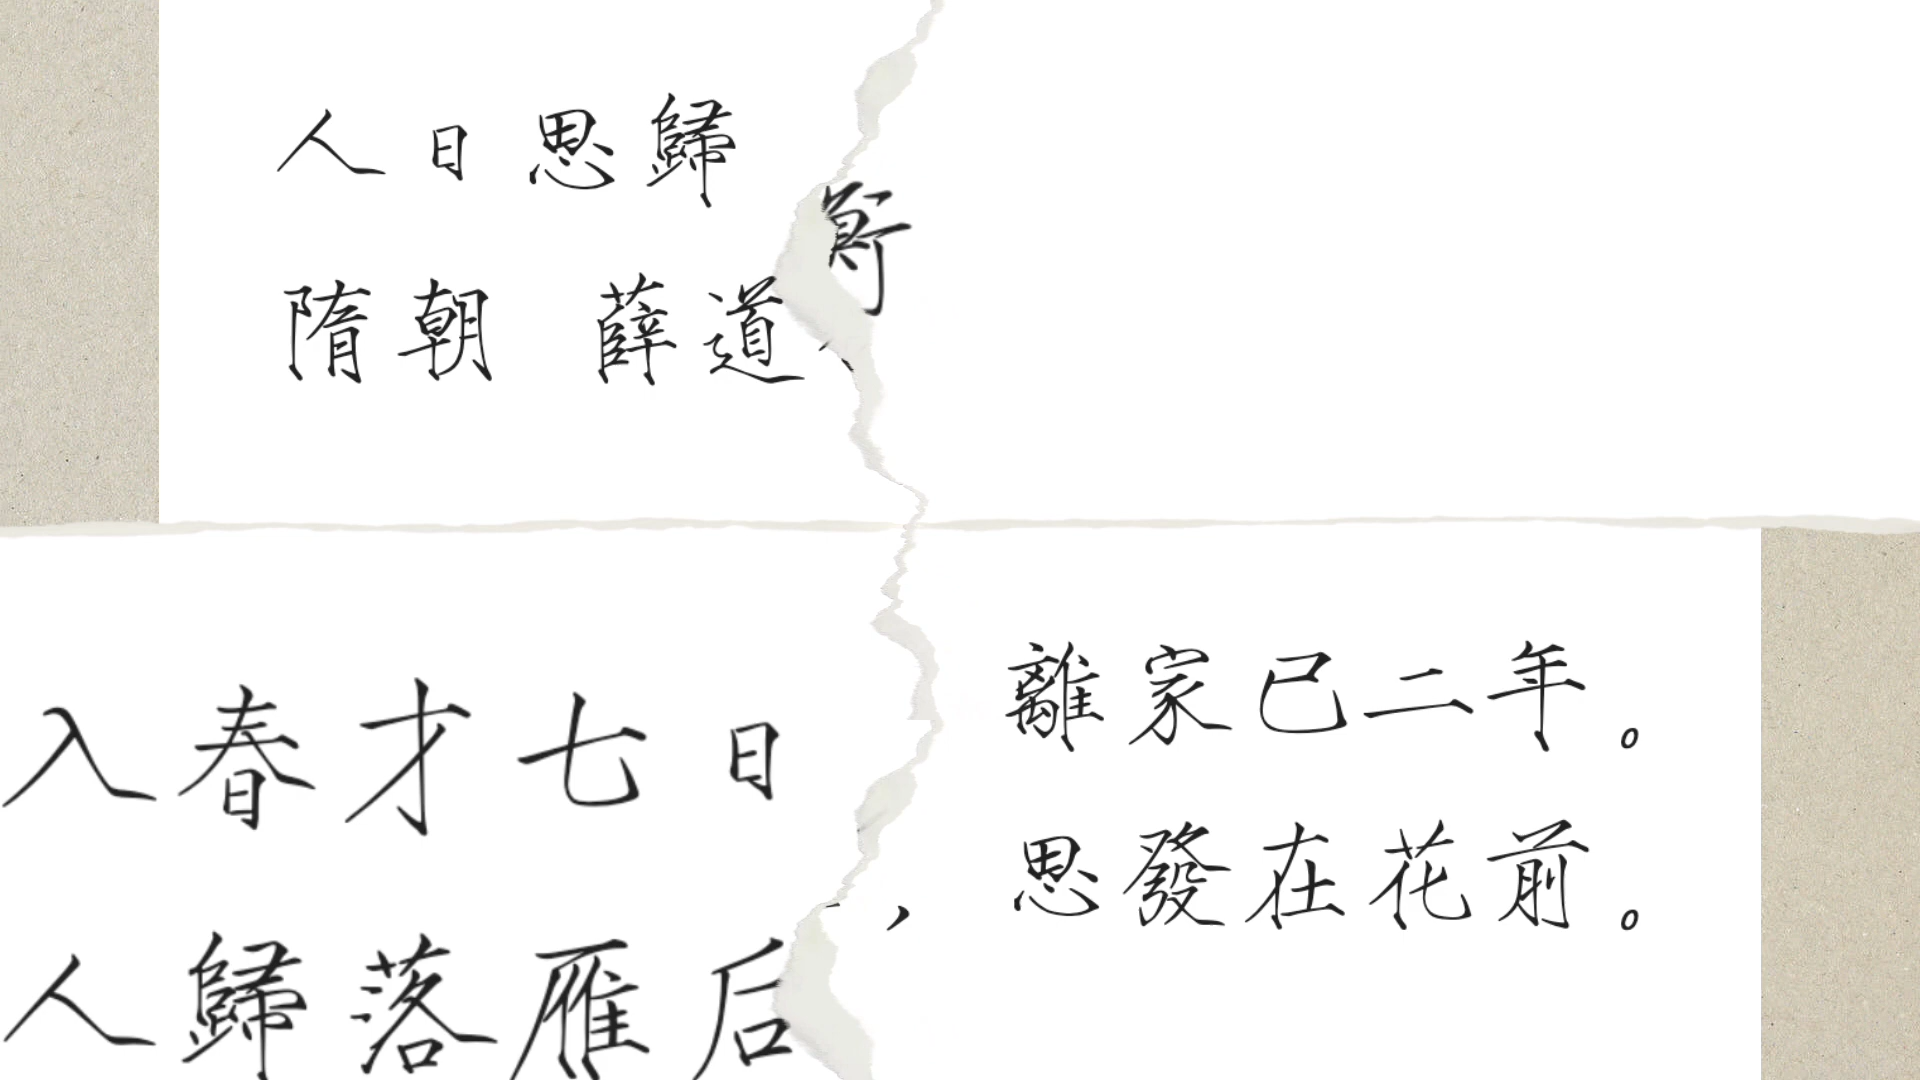 人日思歸
隋朝 薛道衡
入春才七日，離家已二年。
人歸落雁后，思發在花前。